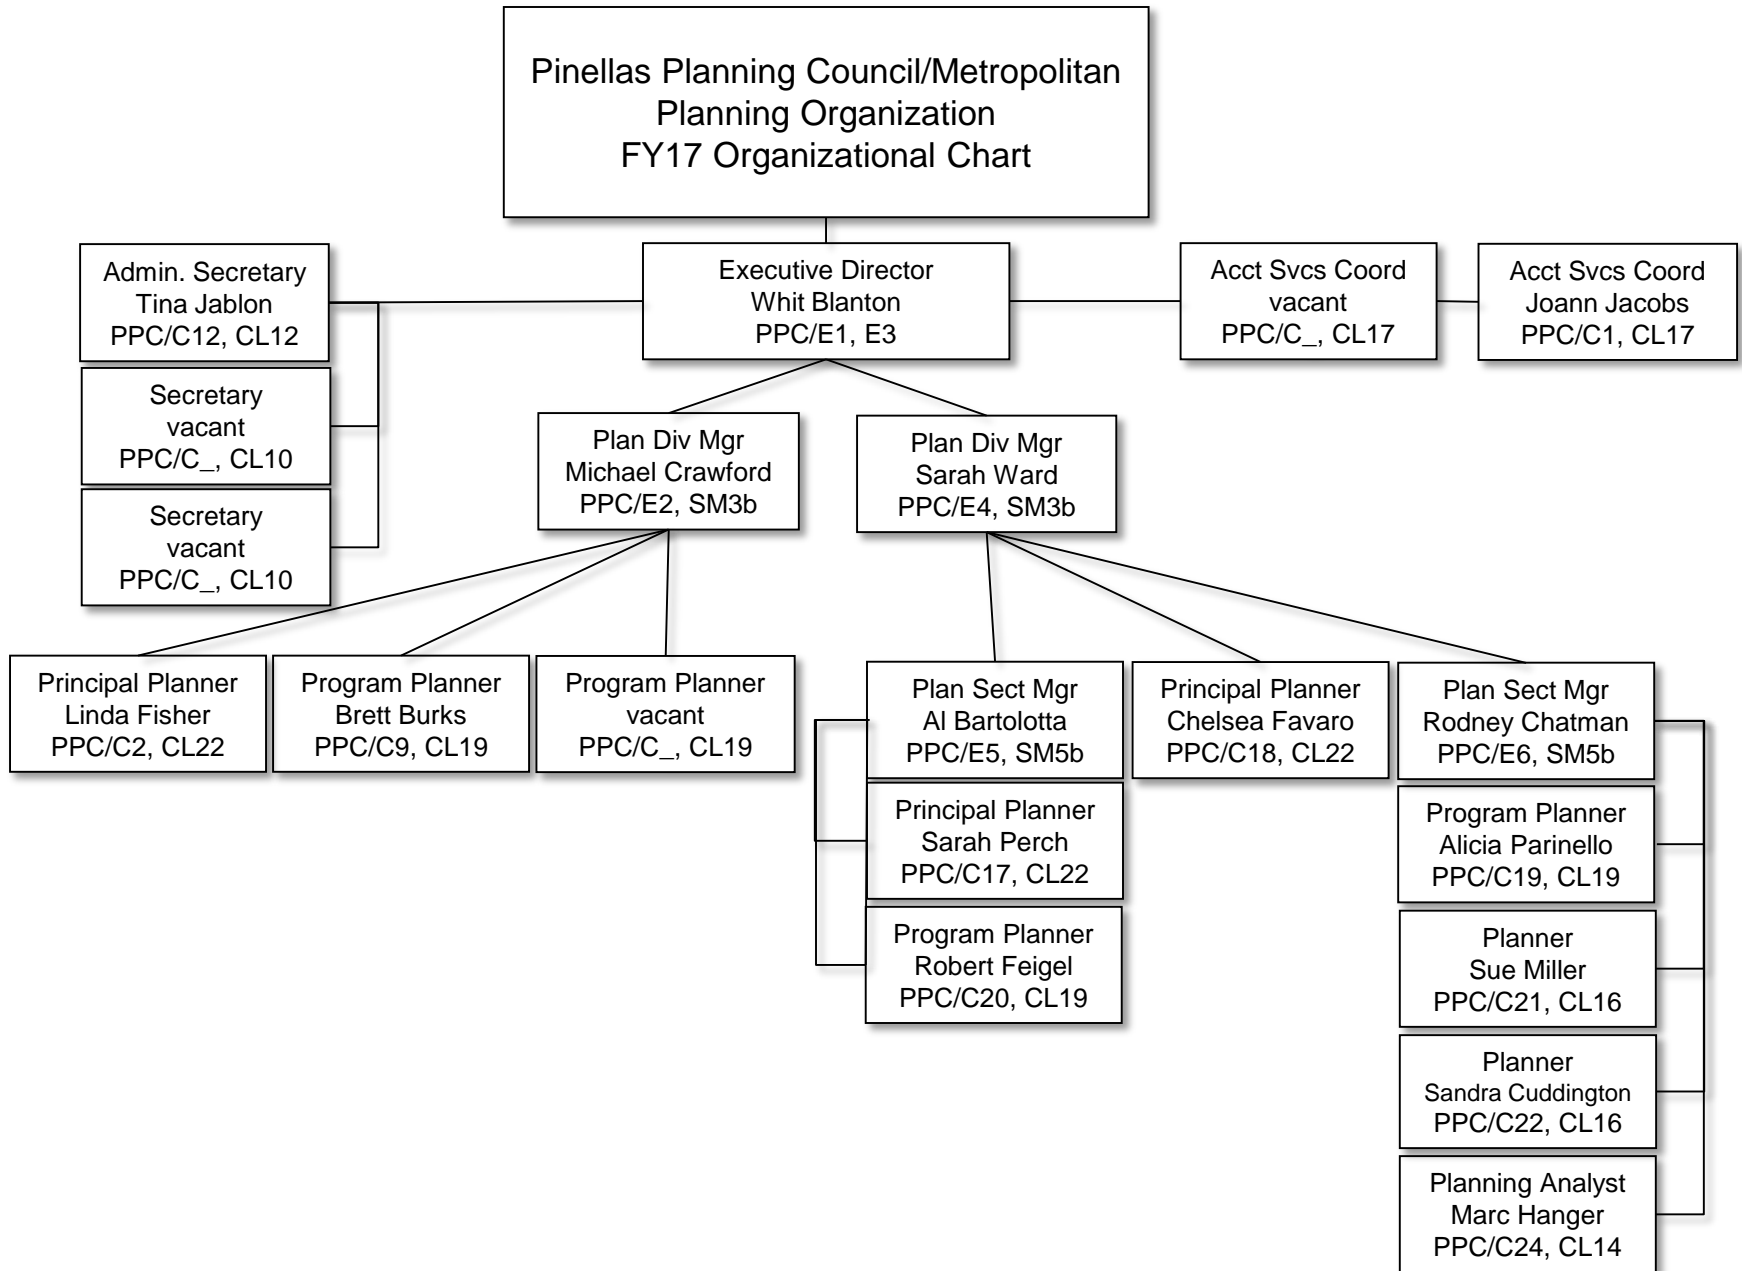 Pinellas Planning Council/Metropolitan
Planning Organization
FY17 Organizational Chart
Admin. Secretary
Tina Jablon
PPC/C12, CL12
Executive Director
Whit Blanton
PPC/E1, E3
Acct Svcs Coord
vacant
PPC/C_, CL17
Acct Svcs Coord
Joann Jacobs
PPC/C1, CL17
Secretary
vacant
PPC/C_, CL10
Secretary
vacant
PPC/C_, CL10
Plan Div Mgr
Michael Crawford
PPC/E2, SM3b
Plan Div Mgr
Sarah Ward
PPC/E4, SM3b
Principal Planner
Linda Fisher
PPC/C2, CL22
Program Planner
Brett Burks
PPC/C9, CL19
Program Planner
vacant
PPC/C_, CL19
Plan Sect Mgr
Al Bartolotta
PPC/E5, SM5b
Principal Planner
Chelsea Favaro
PPC/C18, CL22
Plan Sect Mgr
Rodney Chatman
PPC/E6, SM5b
Principal Planner
Sarah Perch
PPC/C17, CL22
Program Planner
Robert Feigel
PPC/C20, CL19
Program Planner
Alicia Parinello
PPC/C19, CL19
Planner
Sue Miller
PPC/C21, CL16
Planner
Sandra Cuddington
PPC/C22, CL16
Planning Analyst
Marc Hanger
PPC/C24, CL14